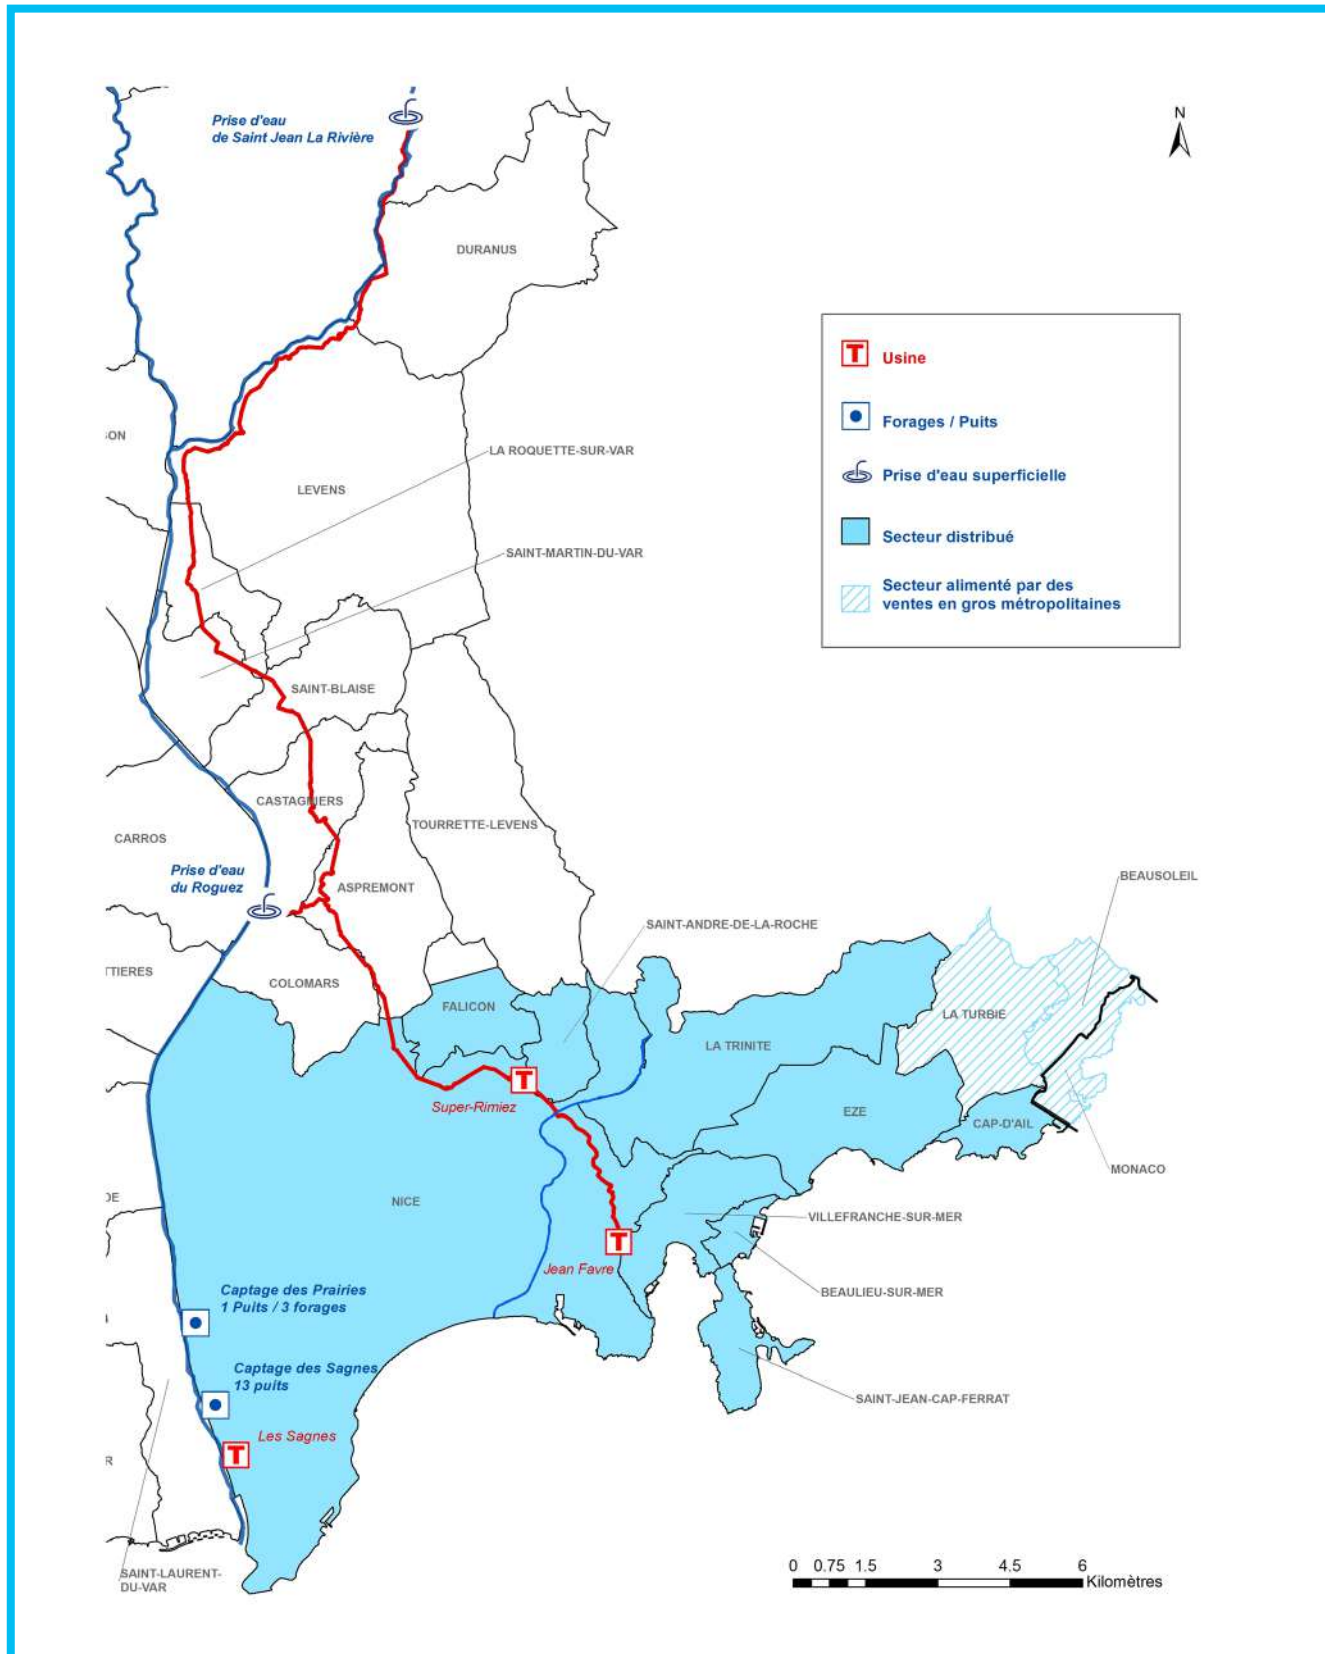 Prise d'eau
de Saint Jean La Rivière
N
DURANUS
Usine
Forages / Puits
Prise d'eau superficielle
Secteur distribué
Secteur alimenté par des
ventes en gros métropolitaines
SON
LA ROQUETTE-SUR-VAR
LEVENS
SAINT-MARTIN-DU-VAR
SAINT-BLAISE
CASTAGNIERS
TOURRETTE-LEVENS
CARROS
Prise d'eau
du Roguez
ASPREMONT
BEAUSOLEIL
SAINT-ANDRE-DE-LA-ROCHE
TTIERES
COLOMARS
FALICON
LA TURBIE
LA TRINITE
T
Super-Rimiez
EZE
CAP-D'AIL
MONACO
DE
NICE
VILLEFRANCHE-SUR-MER
T
Jean Favre
Captage des Prairies
1 Puits / 3 forages
BEAULIEU-SUR-MER
Captage des Sagnes
13 puits
SAINT-JEAN-CAP-FERRAT
Les Sagnes
T
R
SAINT-LAURENT-
DU-VAR
0 0.75 1.5 3 4.5 6
Kilomètres